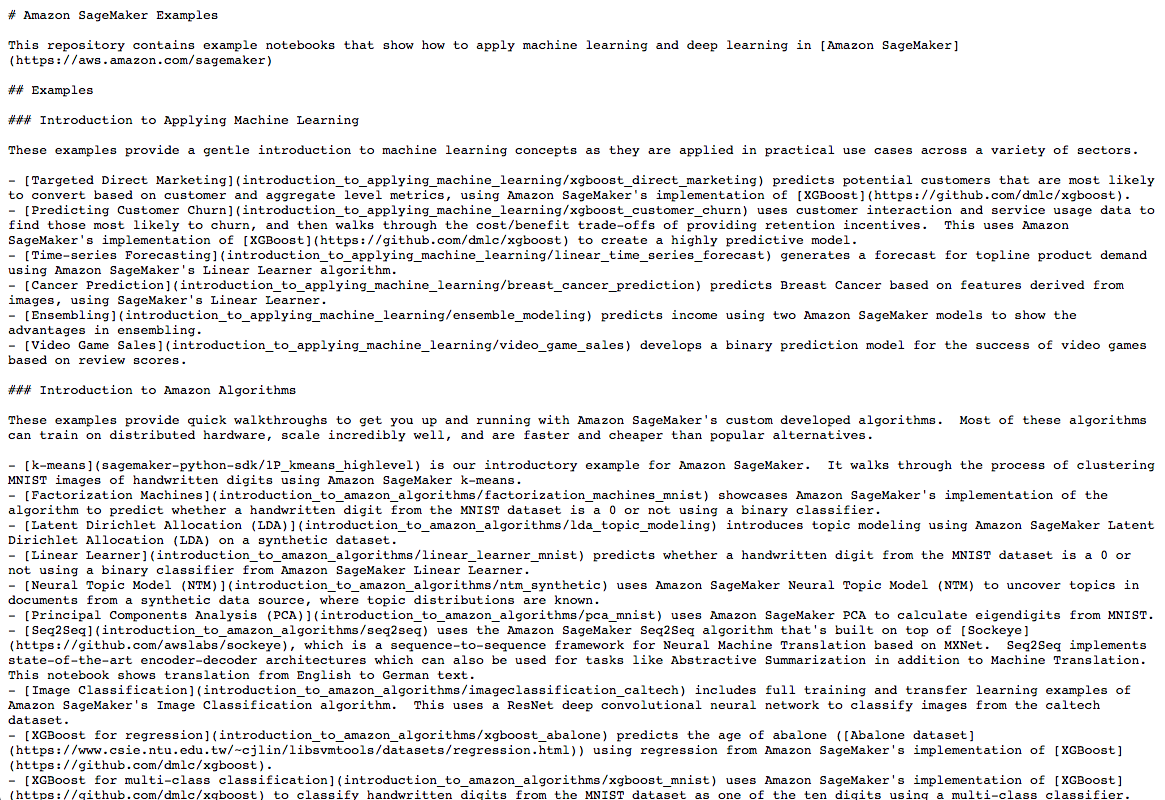 # Amazon SageMaker Examples
This repository contains example notebooks that show how to apply machine learning and deep learning in [Amazon SageMaker]
(https://aws.amazon.com/sagemaker)
## Examples
### Introduction to Applying Machine Learning
These examples provide a gentle introduction to machine learning concepts as they are applied in practical use cases across a variety of sectors.
- [Targeted Direct Marketing](introduction_to_applying_machine_learning/xgboost_direct_marketing) predicts potential customers that are most likely
to convert based on customer and aggregate level metrics, using Amazon SageMaker's implementation of [XGBoost](https://github.com/dmlc/xgboost).
- [Predicting Customer Churn](introduction_to_applying_machine_learning/xgboost_customer_churn) uses customer interaction and service usage data to
find those most likely to churn, and then walks through the cost/benefit trade-offs of providing retention incentives.  This uses Amazon
SageMaker's implementation of [XGBoost](https://github.com/dmlc/xgboost) to create a highly predictive model.
- [Time-series Forecasting](introduction_to_applying_machine_learning/linear_time_series_forecast) generates a forecast for topline product demand
using Amazon SageMaker's Linear Learner algorithm.
- [Cancer Prediction](introduction_to_applying_machine_learning/breast_cancer_prediction) predicts Breast Cancer based on features derived from
images, using SageMaker's Linear Learner.
- [Ensembling](introduction_to_applying_machine_learning/ensemble_modeling) predicts income using two Amazon SageMaker models to show the
advantages in ensembling.
- [Video Game Sales](introduction_to_applying_machine_learning/video_game_sales) develops a binary prediction model for the success of video games
based on review scores.
### Introduction to Amazon Algorithms
These examples provide quick walkthroughs to get you up and running with Amazon SageMaker's custom developed algorithms.  Most of these algorithms
can train on distributed hardware, scale incredibly well, and are faster and cheaper than popular alternatives.
- [k-means](sagemaker-python-sdk/1P_kmeans_highlevel) is our introductory example for Amazon SageMaker.  It walks through the process of clustering
MNIST images of handwritten digits using Amazon SageMaker k-means.
- [Factorization Machines](introduction_to_amazon_algorithms/factorization_machines_mnist) showcases Amazon SageMaker's implementation of the
algorithm to predict whether a handwritten digit from the MNIST dataset is a 0 or not using a binary classifier.
- [Latent Dirichlet Allocation (LDA)](introduction_to_amazon_algorithms/lda_topic_modeling) introduces topic modeling using Amazon SageMaker Latent
Dirichlet Allocation (LDA) on a synthetic dataset.
- [Linear Learner](introduction_to_amazon_algorithms/linear_learner_mnist) predicts whether a handwritten digit from the MNIST dataset is a 0 or
not using a binary classifier from Amazon SageMaker Linear Learner.
- [Neural Topic Model (NTM)](introduction_to_amazon_algorithms/ntm_synthetic) uses Amazon SageMaker Neural Topic Model (NTM) to uncover topics in
documents from a synthetic data source, where topic distributions are known.
- [Principal Components Analysis (PCA)](introduction_to_amazon_algorithms/pca_mnist) uses Amazon SageMaker PCA to calculate eigendigits from MNIST.
- [Seq2Seq](introduction_to_amazon_algorithms/seq2seq) uses the Amazon SageMaker Seq2Seq algorithm that's built on top of [Sockeye]
(https://github.com/awslabs/sockeye), which is a sequence-to-sequence framework for Neural Machine Translation based on MXNet.  Seq2Seq implements
state-of-the-art encoder-decoder architectures which can also be used for tasks like Abstractive Summarization in addition to Machine Translation.
This notebook shows translation from English to German text.
- [Image Classification](introduction_to_amazon_algorithms/imageclassification_caltech) includes full training and transfer learning examples of
Amazon SageMaker's Image Classification algorithm.  This uses a ResNet deep convolutional neural network to classify images from the caltech
dataset.
- [XGBoost for regression](introduction_to_amazon_algorithms/xgboost_abalone) predicts the age of abalone ([Abalone dataset]
(https://www.csie.ntu.edu.tw/~cjlin/libsvmtools/datasets/regression.html)) using regression from Amazon SageMaker's implementation of [XGBoost]
(https://github.com/dmlc/xgboost).
- [XGBoost for multi-class classification](introduction_to_amazon_algorithms/xgboost_mnist) uses Amazon SageMaker's implementation of [XGBoost]
(https://github.com/dmlc/xgboost) to classify handwritten digits from the MNIST dataset as one of the ten digits using a multi-class classifier.